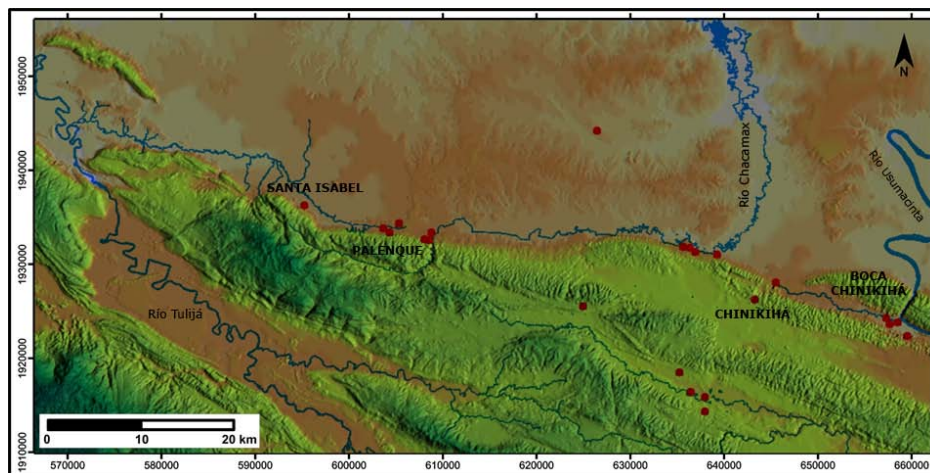 1950000
1940000
1930000
1920000
1910000
N
Río Chacamax
Río Usumacinta
SANTA ISABEL
PALENQUE
BOCA
CHINIKIHÁ
CHINIKIHÁ
Río Tulijá
0 10 20 km
570000 580000 590000 600000 610000 620000 630000 640000 650000